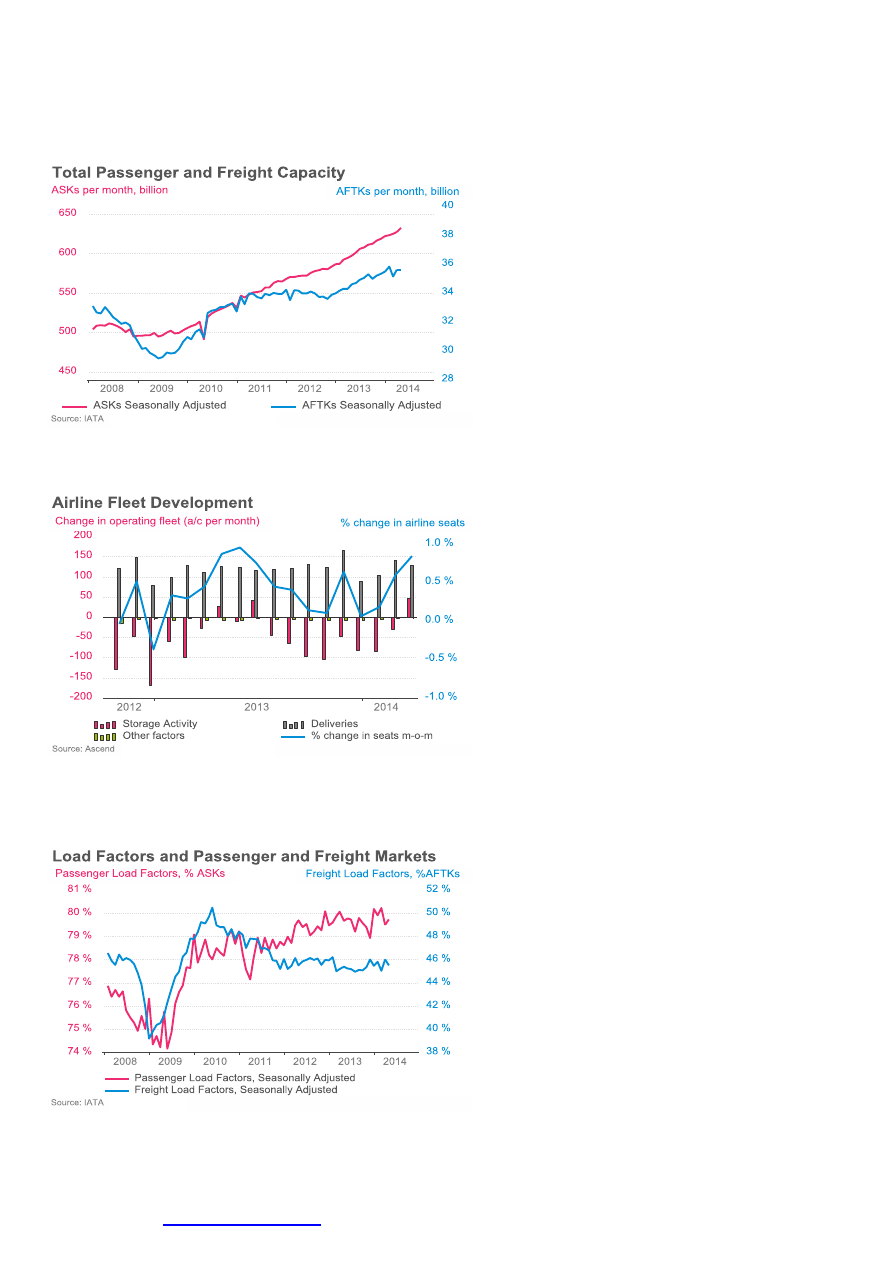 Total Passenger and Freight Capacity
ASKs per month, billion AFTKs per month, billion
40
650
38
600
36
550
34
32
500
30
450
28
2008 2009 2010 2011 2012 2013 2014
ASKs Seasonally Adjusted AFTKs Seasonally Adjusted
Source: IATA
Airline Fleet Development
Change in operating fleet (a/c per month) % change in airline seats
200
1.0 %
150
100
0.5 %
50
0
0.0 %
-50
-0.5 %
-100
-150
-200
-1.0 %
2012 2013 2014
Storage Activity Deliveries
Other factors % change in seats m-o-m
Source: Ascend
Load Factors and Passenger and Freight Markets
Passenger Load Factors, % ASKs Freight Load Factors, %AFTKs
81 % 52 %
80 % 50 %
79 % 48 %
78 % 46 %
77 % 44 %
76 % 42 %
75 % 40 %
74 % 38 %
2008 2009 2010 2011 2012 2013 2014
Passenger Load Factors, Seasonally Adjusted
Freight Load Factors, Seasonally Adjusted
Source: IATA